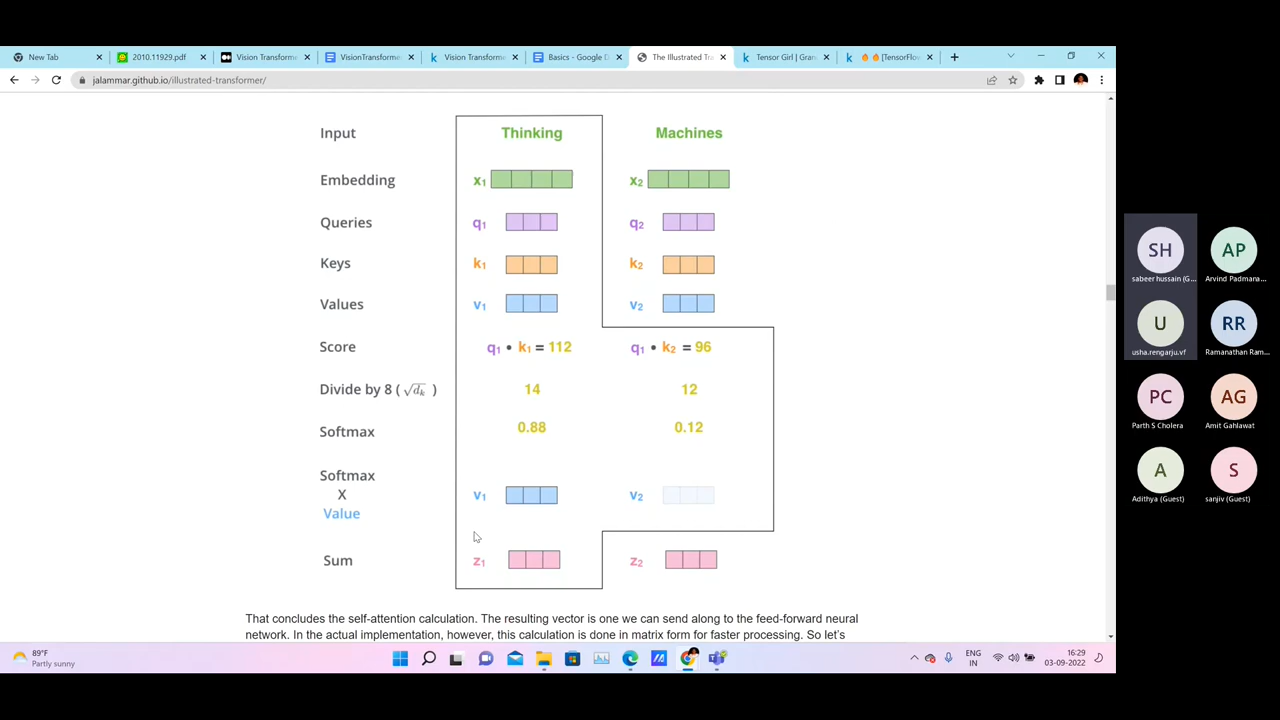 New Tab
2010.11929.pdf
Vision Transforme
VisionTransforme
Vision Transforme
Basics - Google D
The Illustrated Tra
Tensor Girl | Gran
[TensorFlow
jalammar.github.io/illustrated-transformer/
Input Thinking Machines
Embedding x1 x2
Queries q1 q2
Keys k1 k2
Values v1 v2
Score q1 • k1 = 112 q1 • k2 = 96
Divide by 8 ( √dk ) 14 12
Softmax 0.88 0.12
Softmax
X
Value
v1 v2
Sum z1 z2
That concludes the self-attention calculation. The resulting vector is one we can send along to the feed-forward neural
network. In the actual implementation, however, this calculation is done in matrix form for faster processing. So let's
SH AP
sabeer hussain (G... Arvind Padmana...
U RR
usha.rengarju.vf Ramanathan Ram...
PC AG
Parth S Cholera Amit Gahlawat
A S
Adithya (Guest) sanjiv (Guest)
89°F
Partly sunny
ENG
IN
16:29
03-09-2022